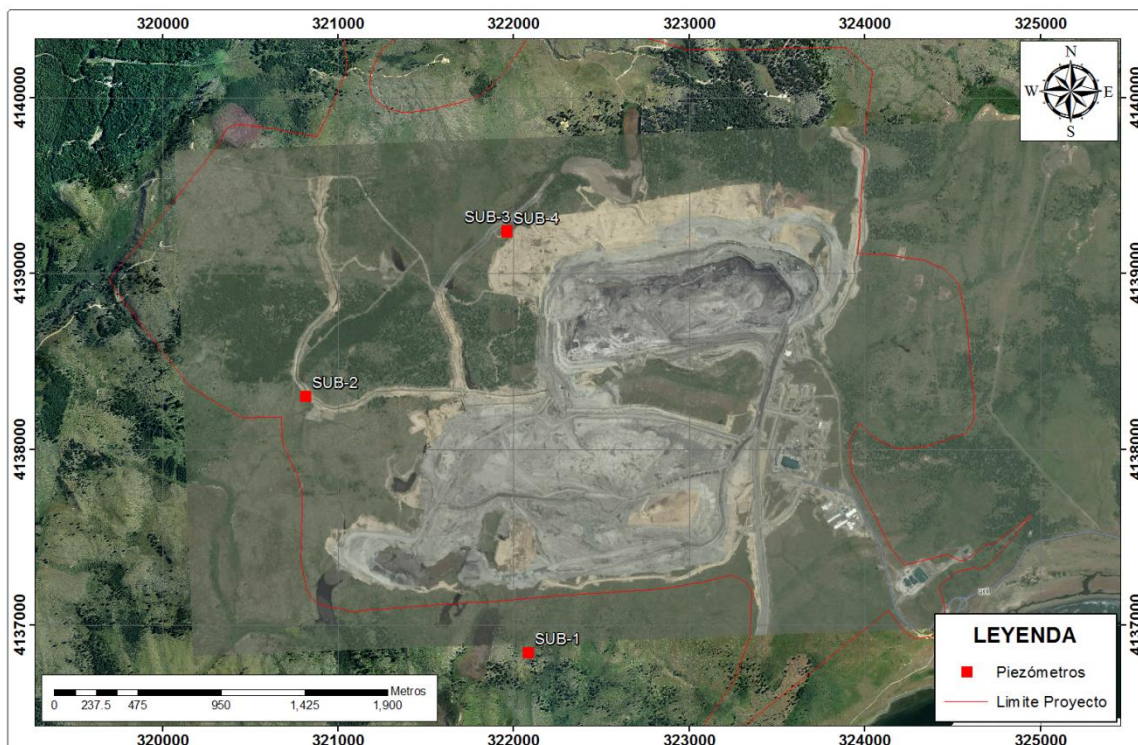 320000 321000 322000 323000 324000 325000
N
W E
S
4140000 4140000
SUB-3 SUB-4
4139000 4139000
SUB-2
4138000 4138000
4137000 4137000
SUB-1
LEYENDA
Piezómetros
Limite Proyecto
Metros
0 237.5 475 950 1,425 1,900
320000 321000 322000 323000 324000 325000